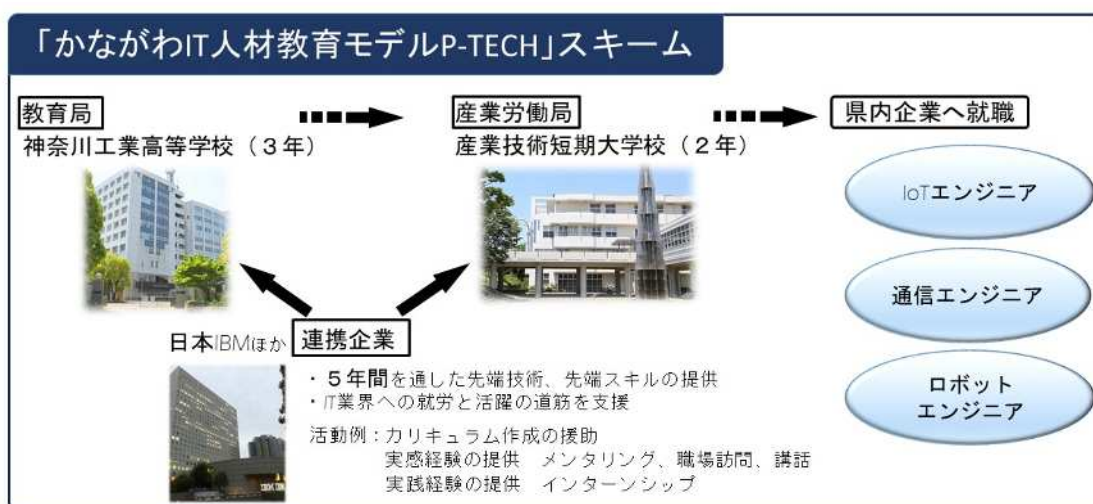 「かながわIT人材教育モデルP-TECH」スキーム
教育局
神奈川工業高等学校（３年）
産業労働局
産業技術短期大学校（２年）
県内企業へ就職
IoTエンジニア
通信エンジニア
ロボット
エンジニア
日本IBMほか 連携企業
・５年間を通した先端技術、先端スキルの提供
・IT業界への就労と活躍の道筋を支援
活動例：カリキュラム作成の援助
実感経験の提供　メンタリング、職場訪問、講話
実践経験の提供　インターンシップ